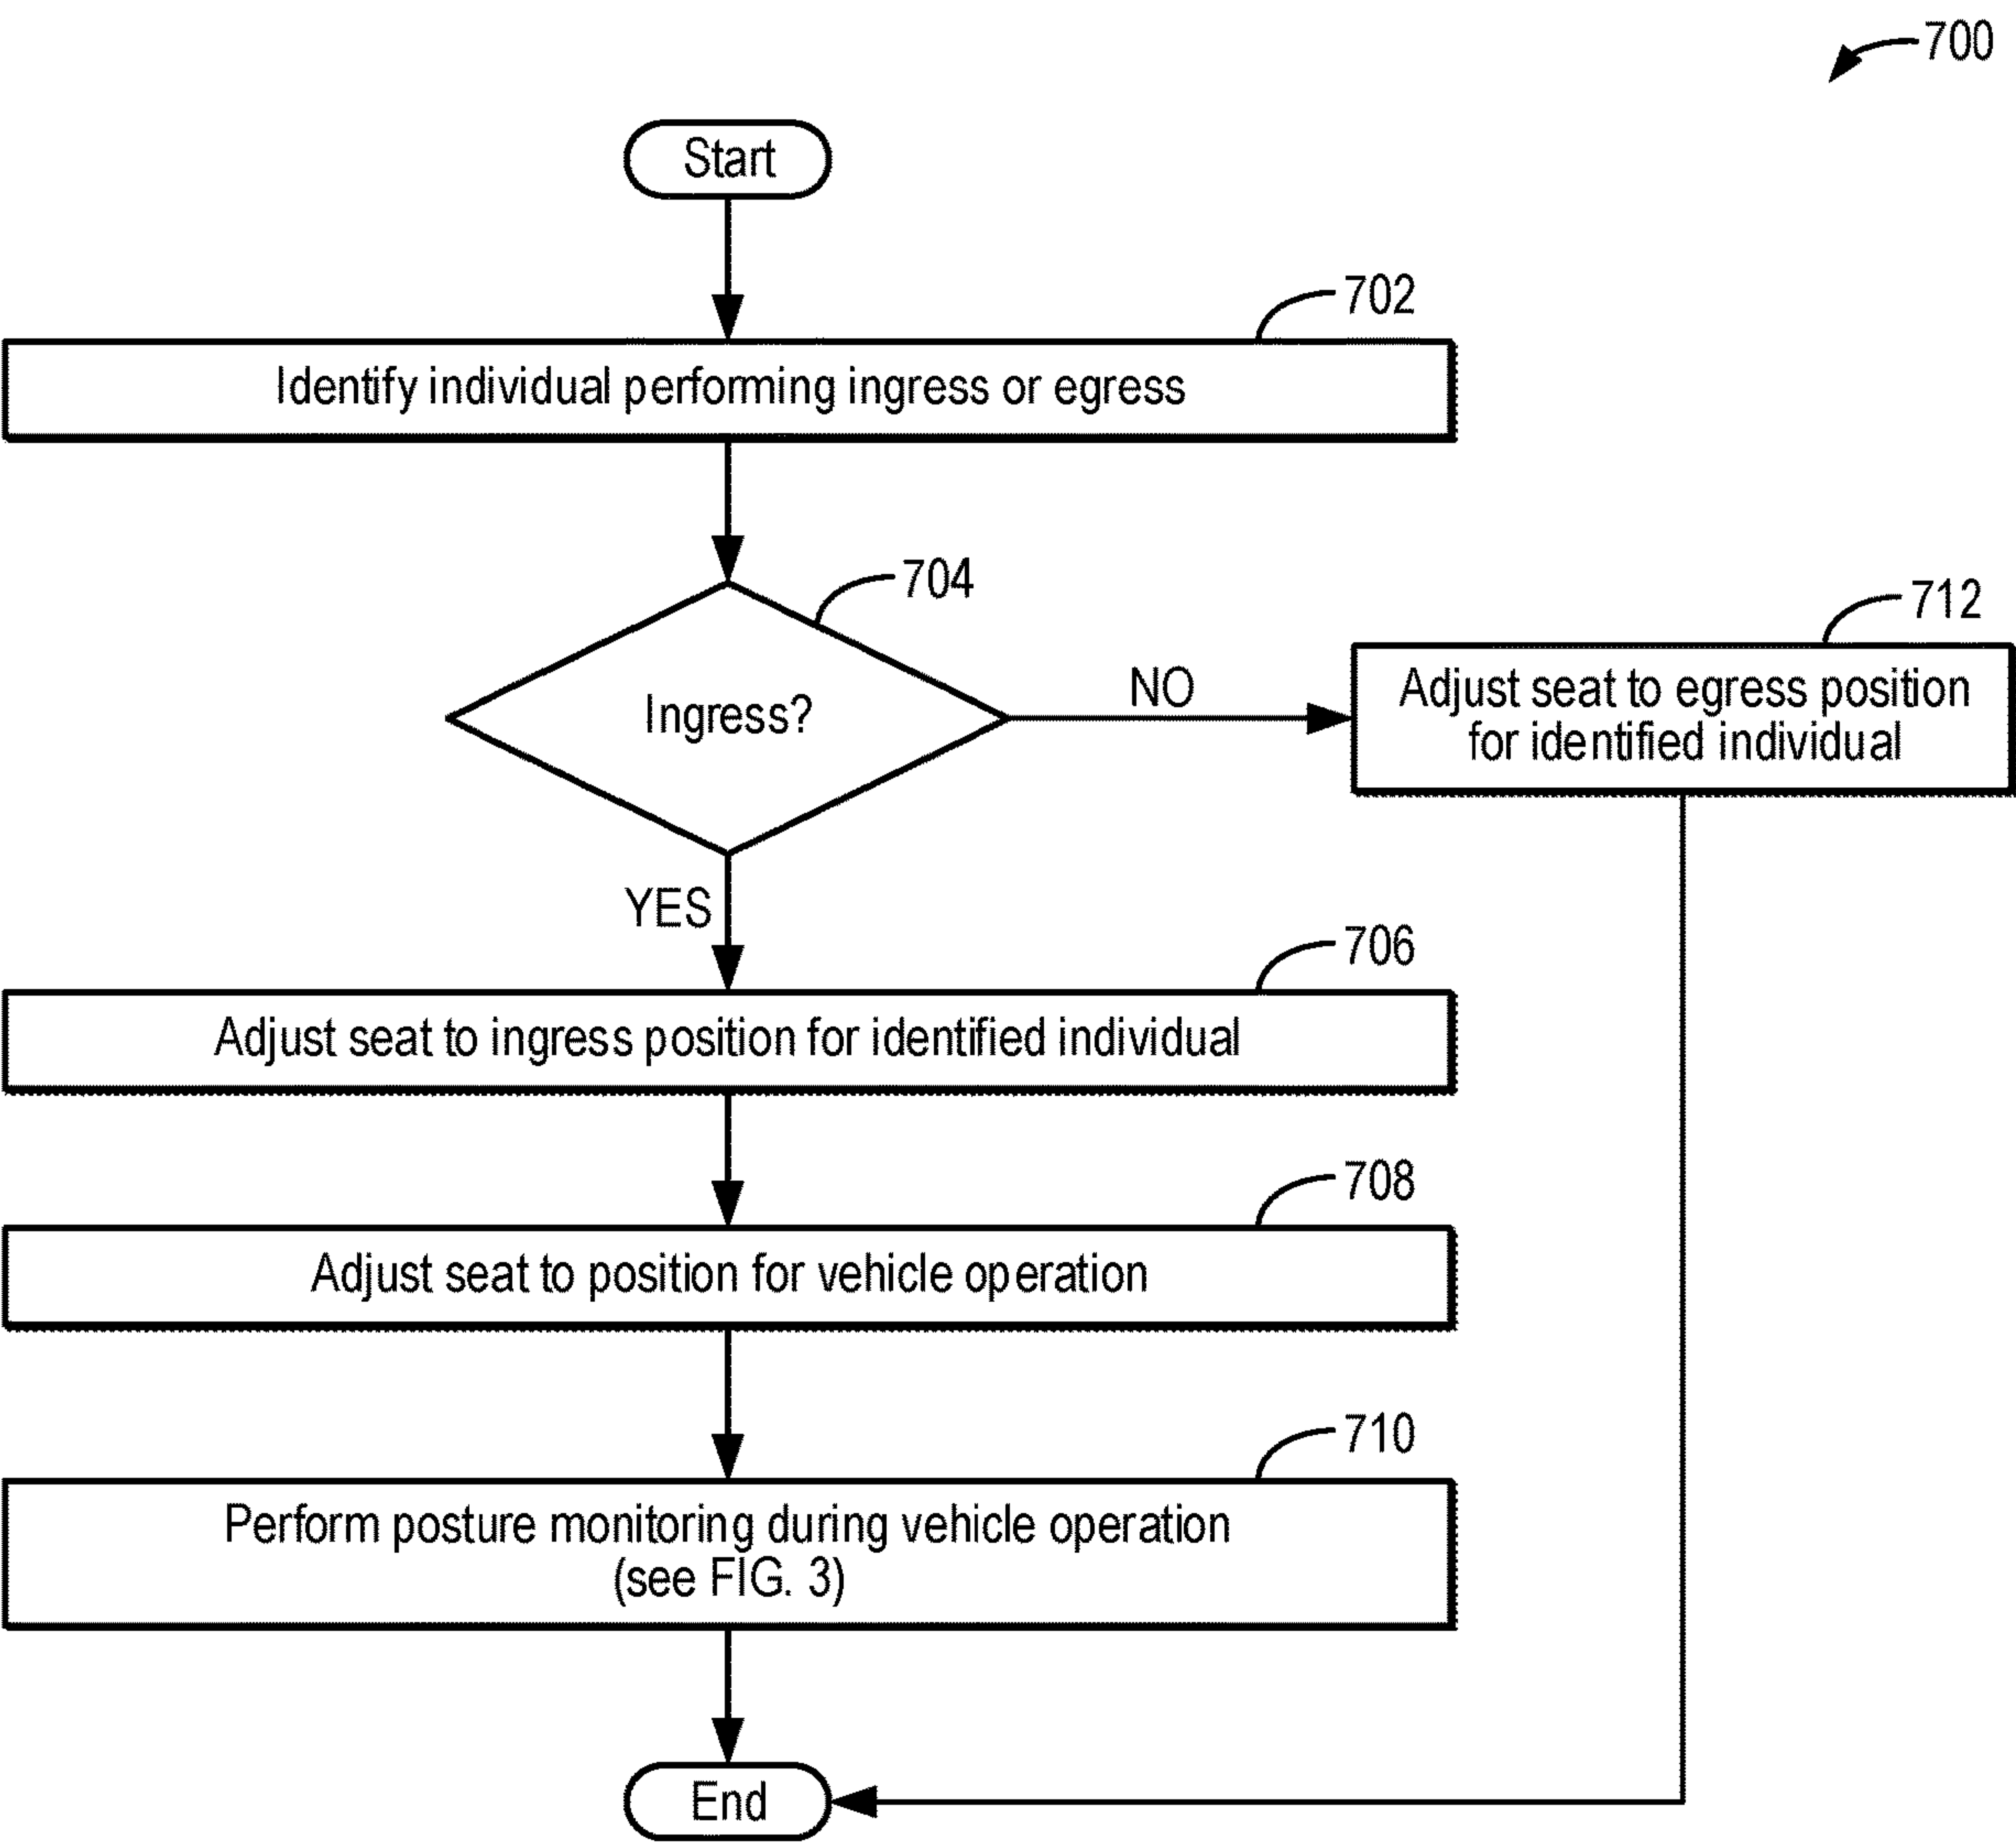 700
Start
702
Identify individual performing ingress or egress
704
Ingress?
NO
712
Adjust seat to egress position
for identified individual
YES
706
Adjust seat to ingress position for identified individual
708
Adjust seat to position for vehicle operation
710
Perform posture monitoring during vehicle operation
(see FIG. 3)
End